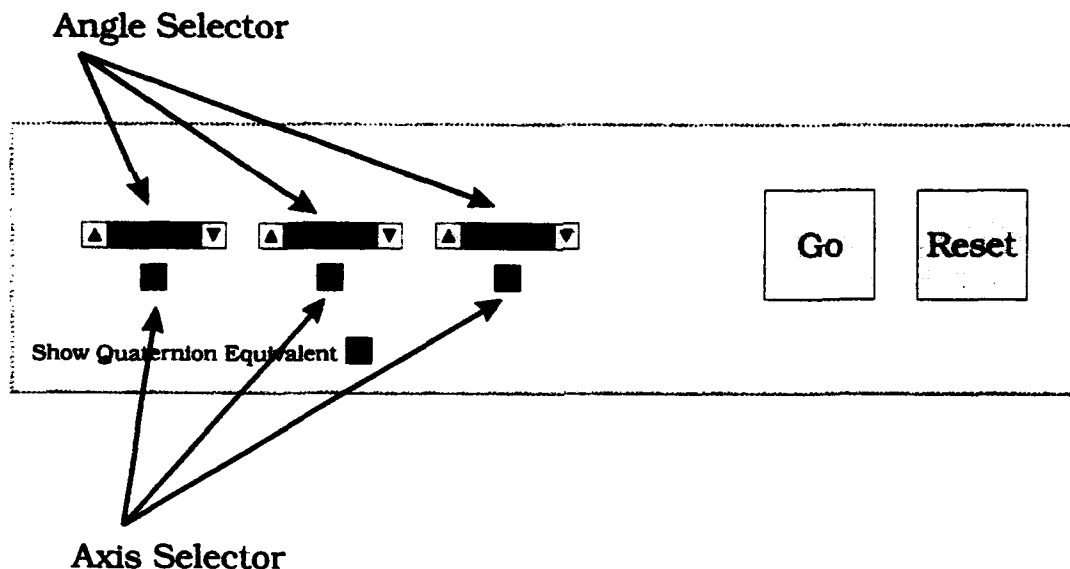 Angle Selector
Go
Reset
Show Quaternion Equivalent
Axis Selector